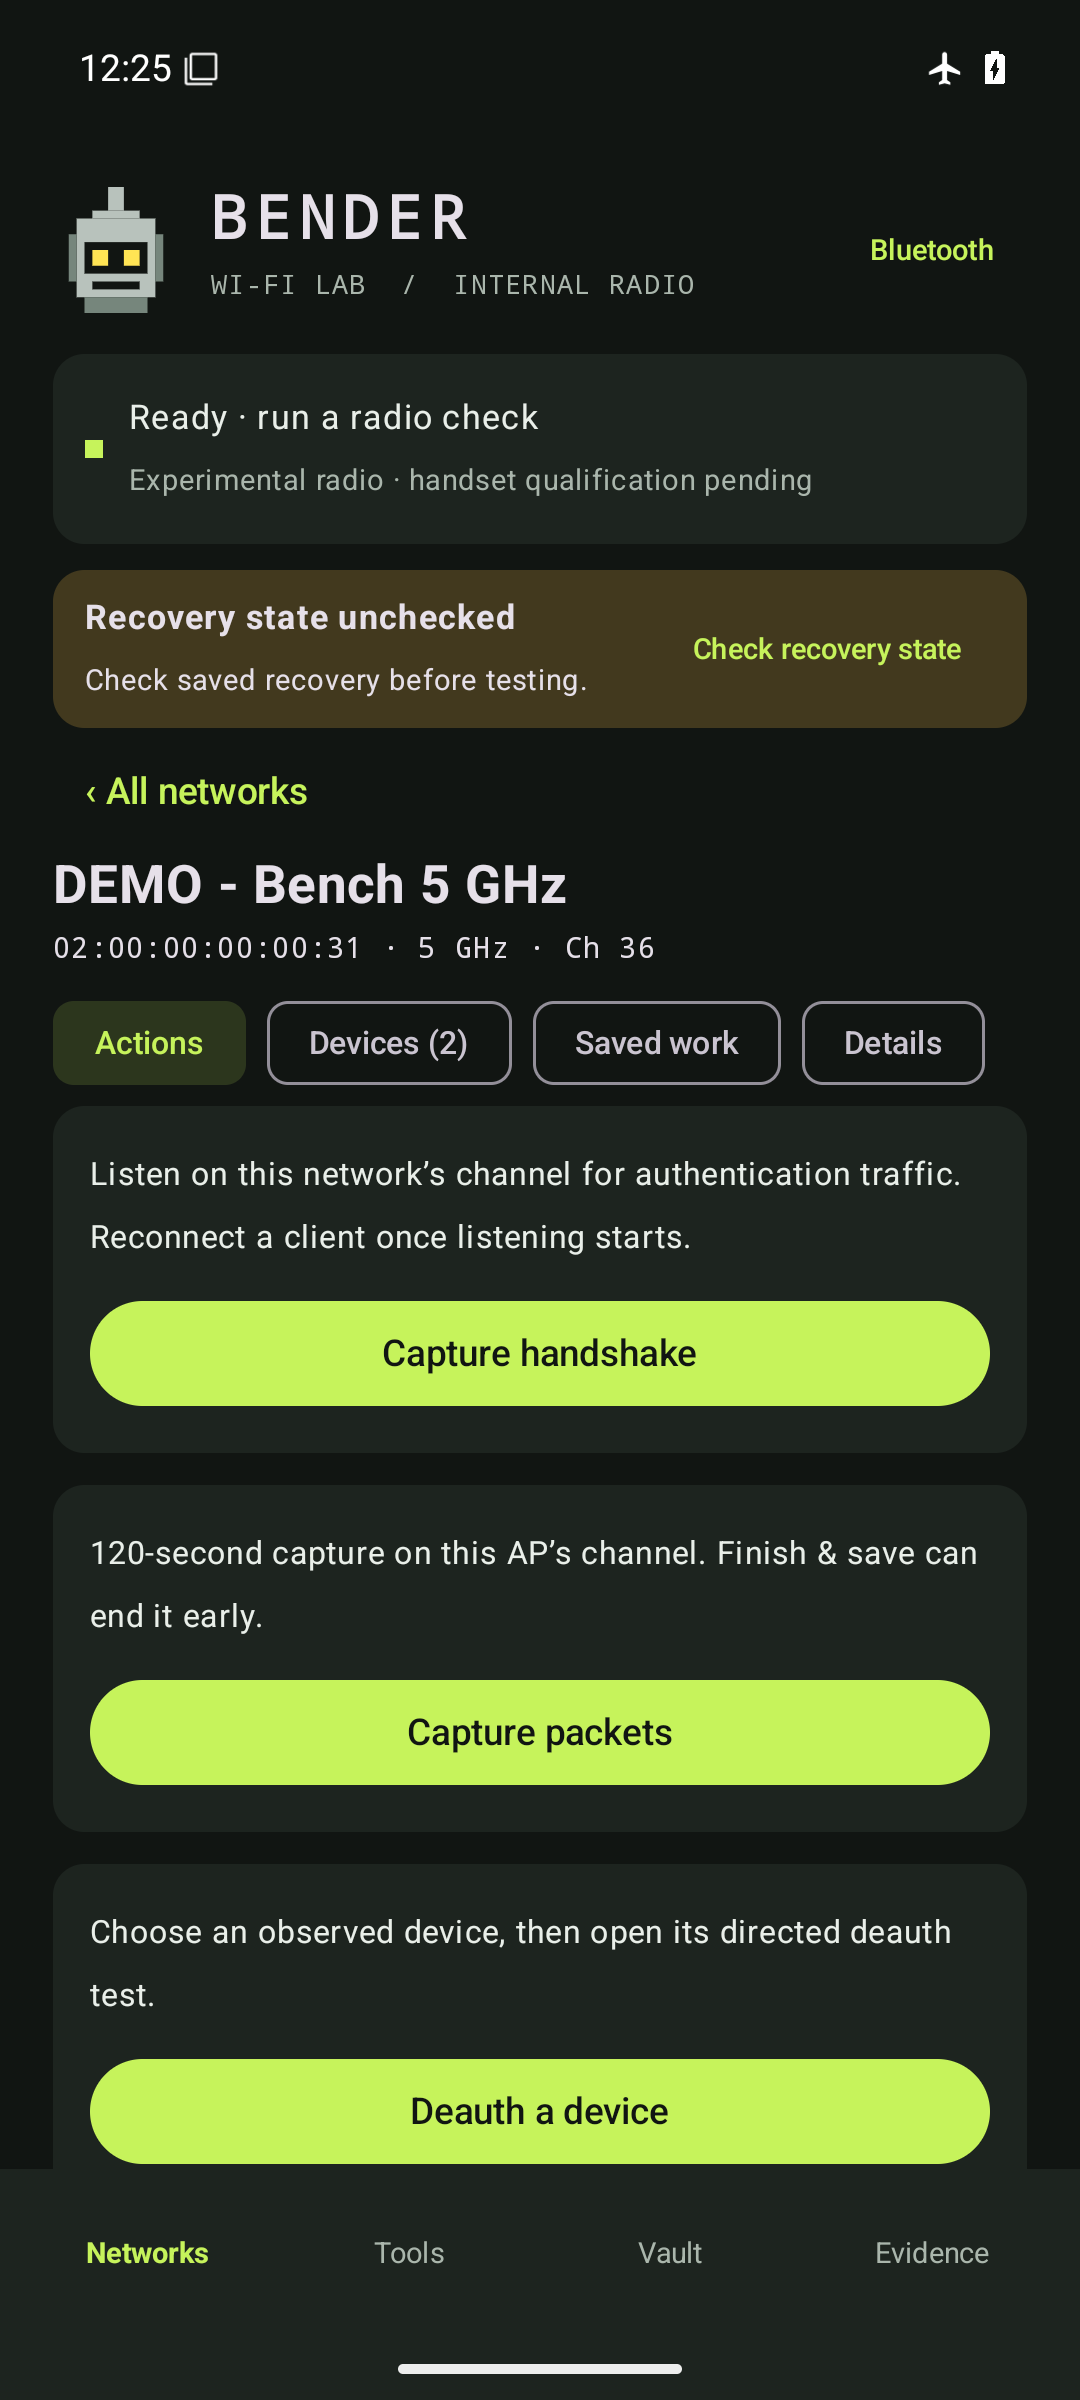 12:25
BENDER
WI-FI LAB / INTERNAL RADIO
Bluetooth
Ready · run a radio check
Experimental radio · handset qualification pending
Recovery state unchecked
Check saved recovery before testing.
Check recovery state
‹ All networks
DEMO - Bench 5 GHz
02:00:00:00:00:31 · 5 GHz · Ch 36
Actions
Devices (2)
Saved work
Details
Listen on this network’s channel for authentication traffic.
Reconnect a client once listening starts.
Capture handshake
120-second capture on this AP’s channel. Finish & save can
end it early.
Capture packets
Choose an observed device, then open its directed deauth
test.
Deauth a device
Networks
Tools
Vault
Evidence